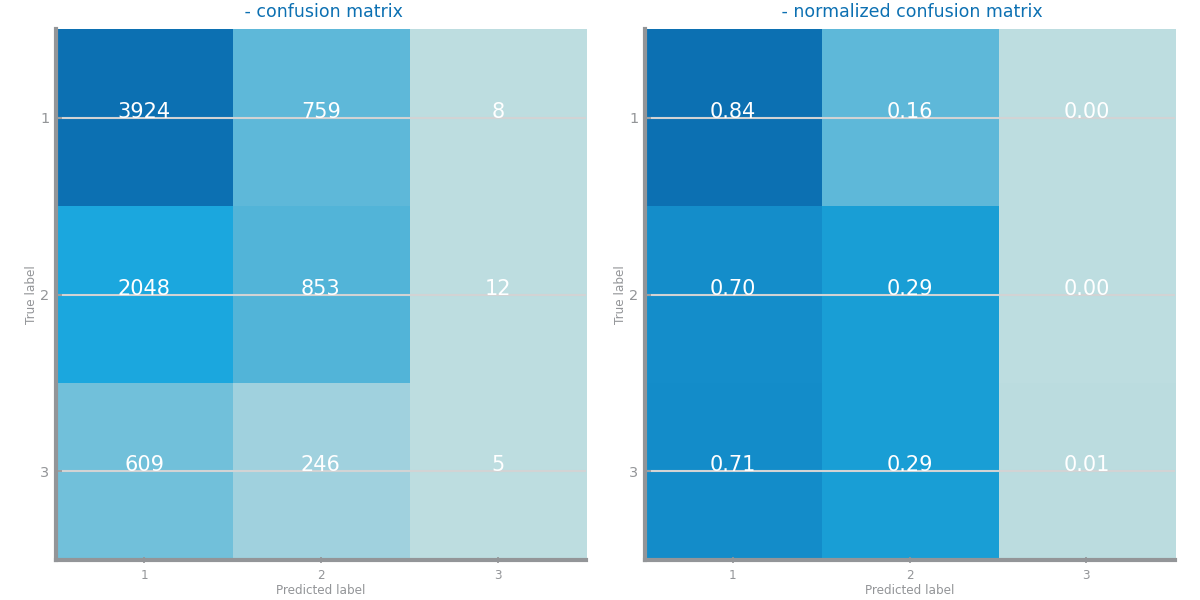 - confusion matrix
1 3924 759 8
2 2048 853 12
3 609 246 5
1 2 3
True label
Predicted label
- normalized confusion matrix
1 0.84 0.16 0.00
2 0.70 0.29 0.00
3 0.71 0.29 0.01
1 2 3
True label
Predicted label